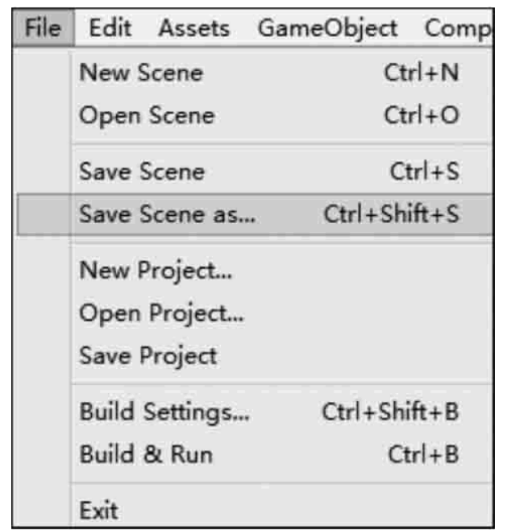 File Edit Assets GameObject Comp
New Scene Ctrl+N
Open Scene Ctrl+O
Save Scene Ctrl+S
Save Scene as... Ctrl+Shift+S
New Project...
Open Project...
Save Project
Build Settings... Ctrl+Shift+B
Build & Run Ctrl+B
Exit